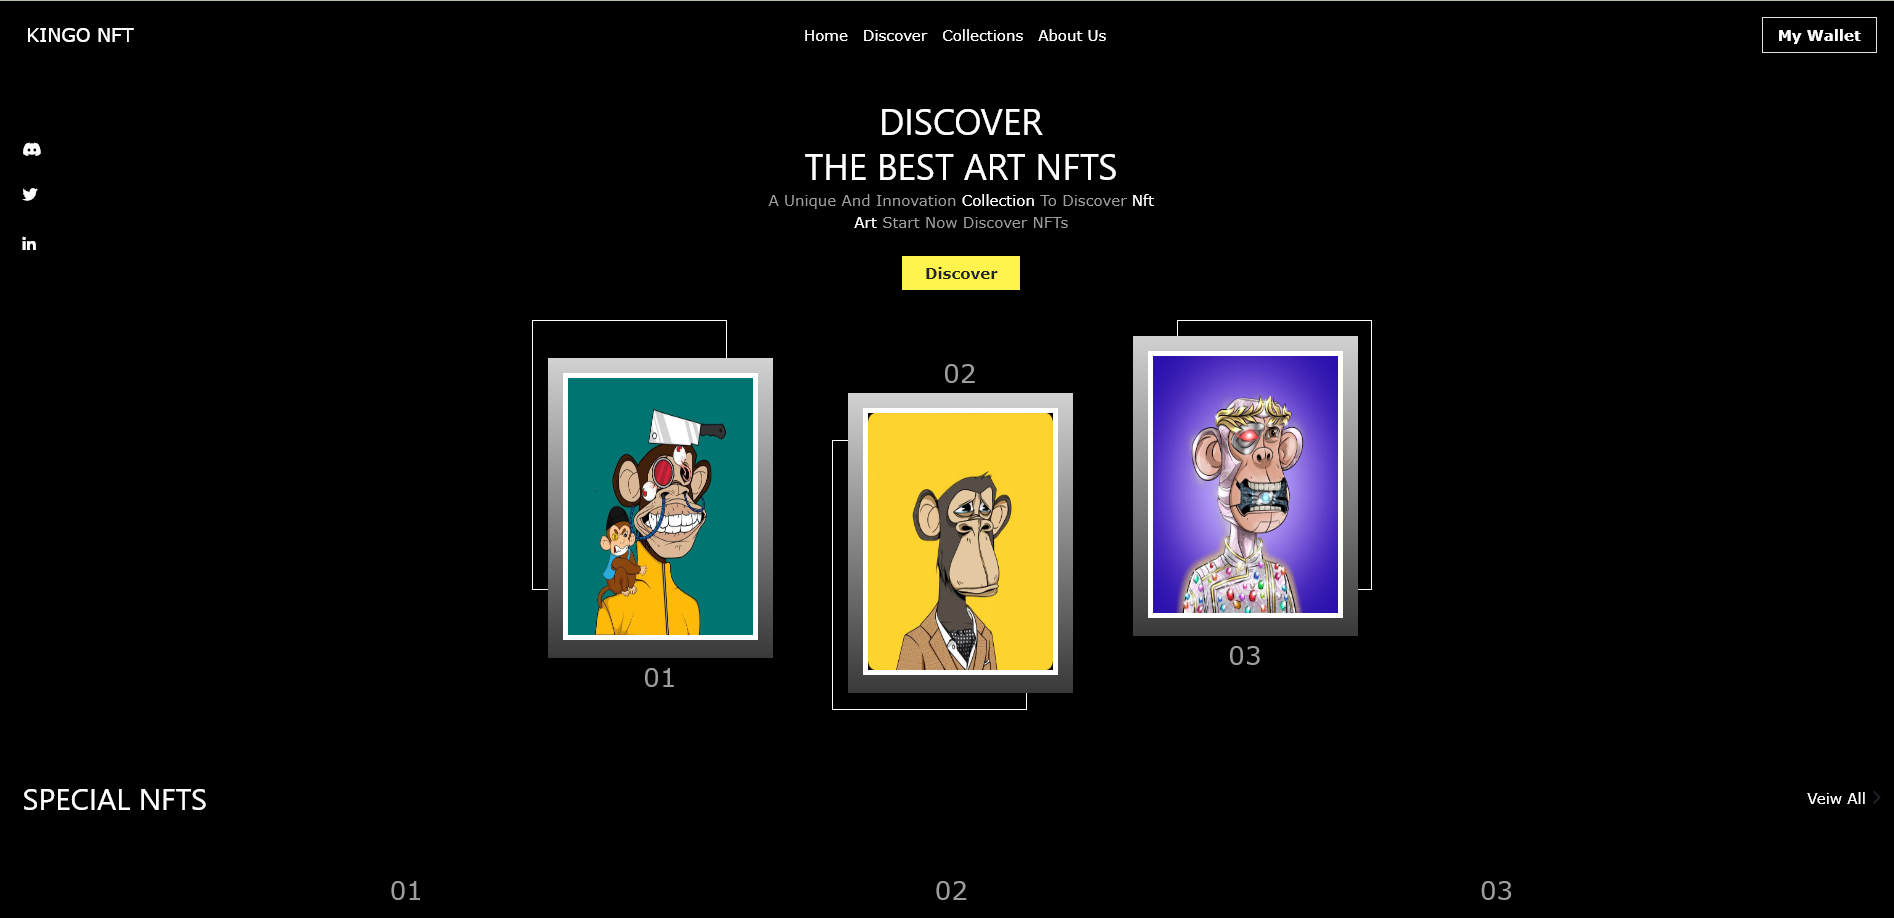 KINGO NFT
Home Discover Collections About Us
My Wallet
DISCOVER
THE BEST ART NFTS
A Unique And Innovation Collection To Discover Nft
Art Start Now Discover NFTs
Discover
02
01
03
SPECIAL NFTS
Veiw All
01
02
03